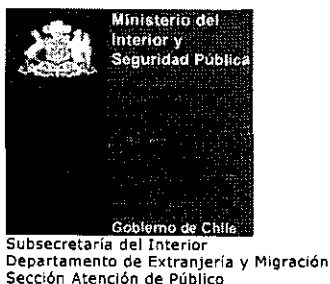 Ministerio del
Interior y
Seguridad Pública
Gobierno de Chile
Subsecretaría del Interior
Departamento de Extranjería y Migración
Sección Atención de Público